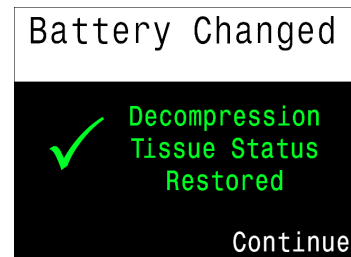 Battery Changed
Decompression
Tissue Status
Restored
Continue